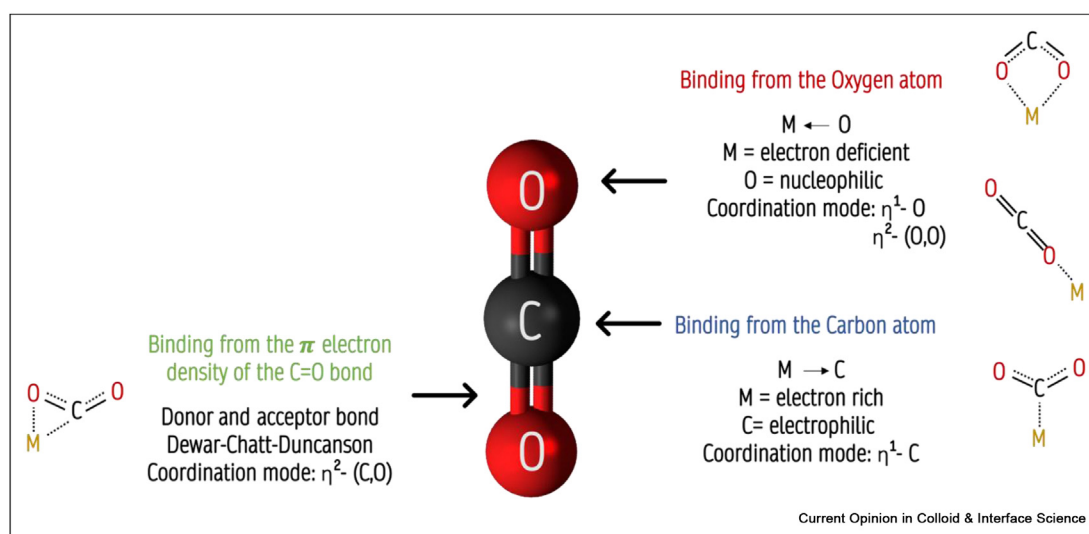 Binding from the Oxygen atom
M ← O
M = electron deficient
O = nucleophilic
Coordination mode: η¹- O
η²- (O,O)
O C O
M
O
C
O
M
O
C
O
Binding from the Carbon atom
M → C
M = electron rich
C= electrophilic
Coordination mode: η¹- C
O O
C
M
Binding from the π electron
density of the C=O bond
Donor and acceptor bond
Dewar-Chatt-Duncanson
Coordination mode: η²- (C,O)
O O
C
M
Current Opinion in Colloid & Interface Science